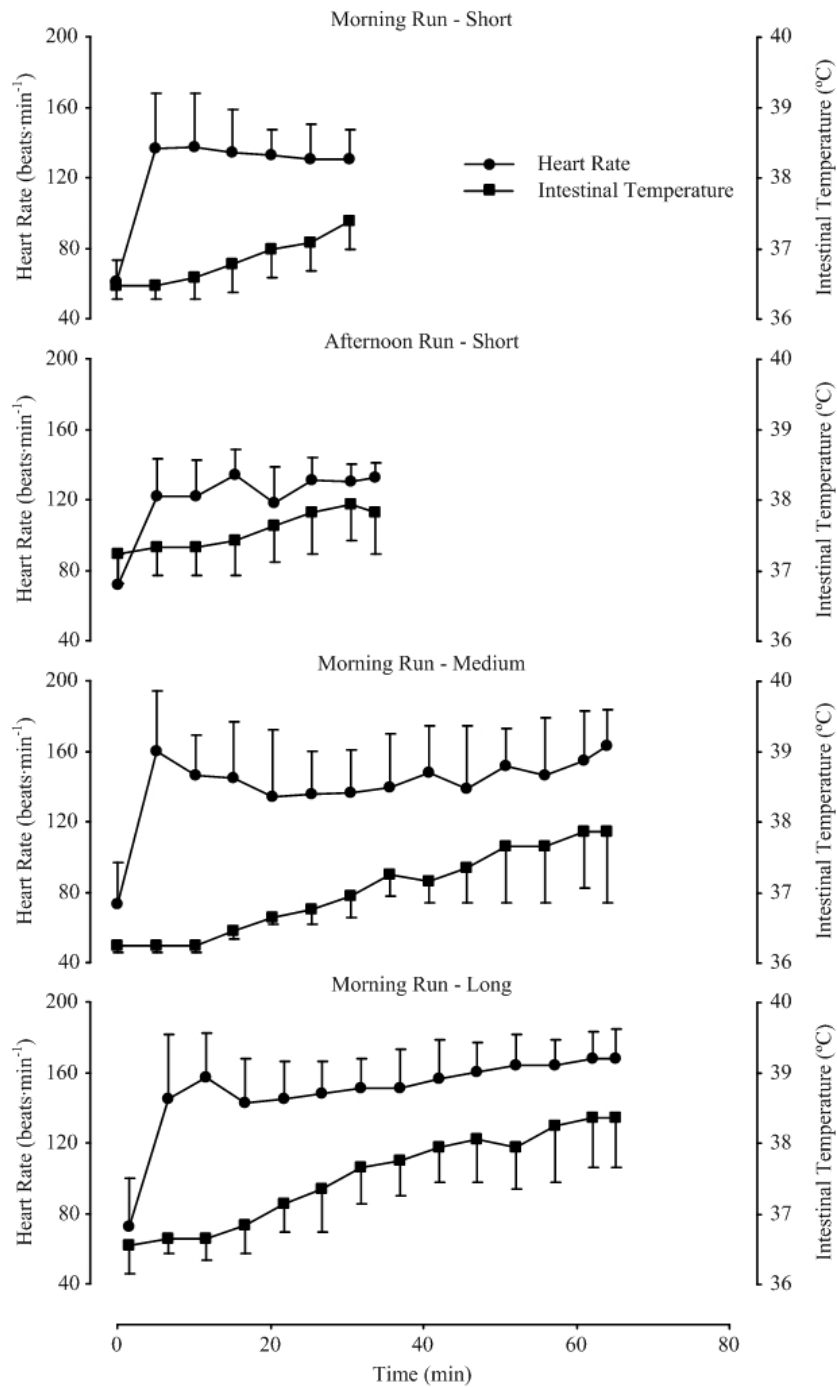 Morning Run - Short
200
160
120
80
40
Heart Rate (beats·min⁻¹)
40
39
38
37
36
Intestinal Temperature (ºC)
Heart Rate
Intestinal Temperature
Afternoon Run - Short
200
160
120
80
40
Heart Rate (beats·min⁻¹)
40
39
38
37
36
Intestinal Temperature (ºC)
Morning Run - Medium
200
160
120
80
40
Heart Rate (beats·min⁻¹)
40
39
38
37
36
Intestinal Temperature (ºC)
Morning Run - Long
200
160
120
80
40
Heart Rate (beats·min⁻¹)
40
39
38
37
36
Intestinal Temperature (ºC)
0 20 40 60 80
Time (min)